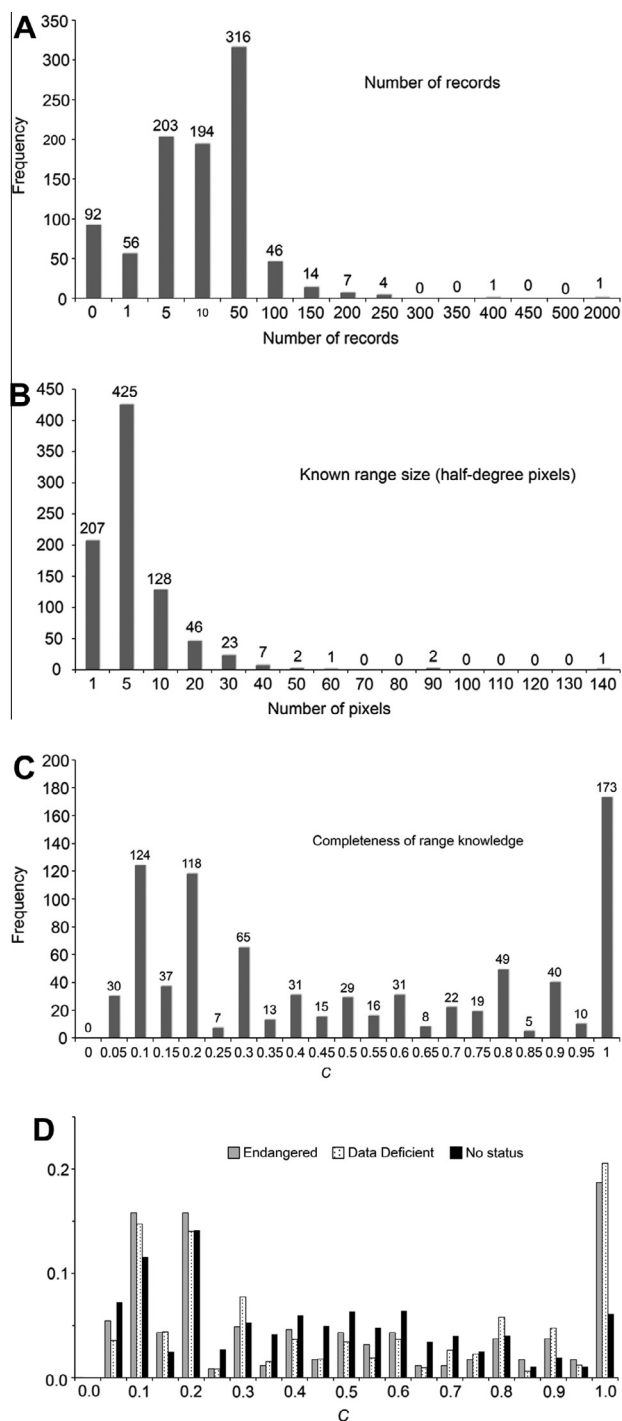 A
Number of records
Frequency
350
300
250
200
150
100
50
0
92 56 203 194 316 46 14 7 4 0 0 1 0 0 1
0 1 5 10 50 100 150 200 250 300 350 400 450 500 2000
Number of records
B
Known range size (half-degree pixels)
Frequency
450
400
350
300
250
200
150
100
50
0
207 425 128 46 23 7 2 1 0 0 2 0 0 0 0 1
1 5 10 20 30 40 50 60 70 80 90 100 110 120 130 140
Number of pixels
C
Completeness of range knowledge
Frequency
200
180
160
140
120
100
80
60
40
20
0
0 30 124 37 118 7 65 13 31 15 29 16 31 8 22 19 49 5 40 10 173
0 0.05 0.1 0.15 0.2 0.25 0.3 0.35 0.4 0.45 0.5 0.55 0.6 0.65 0.7 0.75 0.8 0.85 0.9 0.95 1
C
D
Endangered Data Deficient No status
0.2
0.1
0.0
0.0 0.1 0.2 0.3 0.4 0.5 0.6 0.7 0.8 0.9 1.0
C